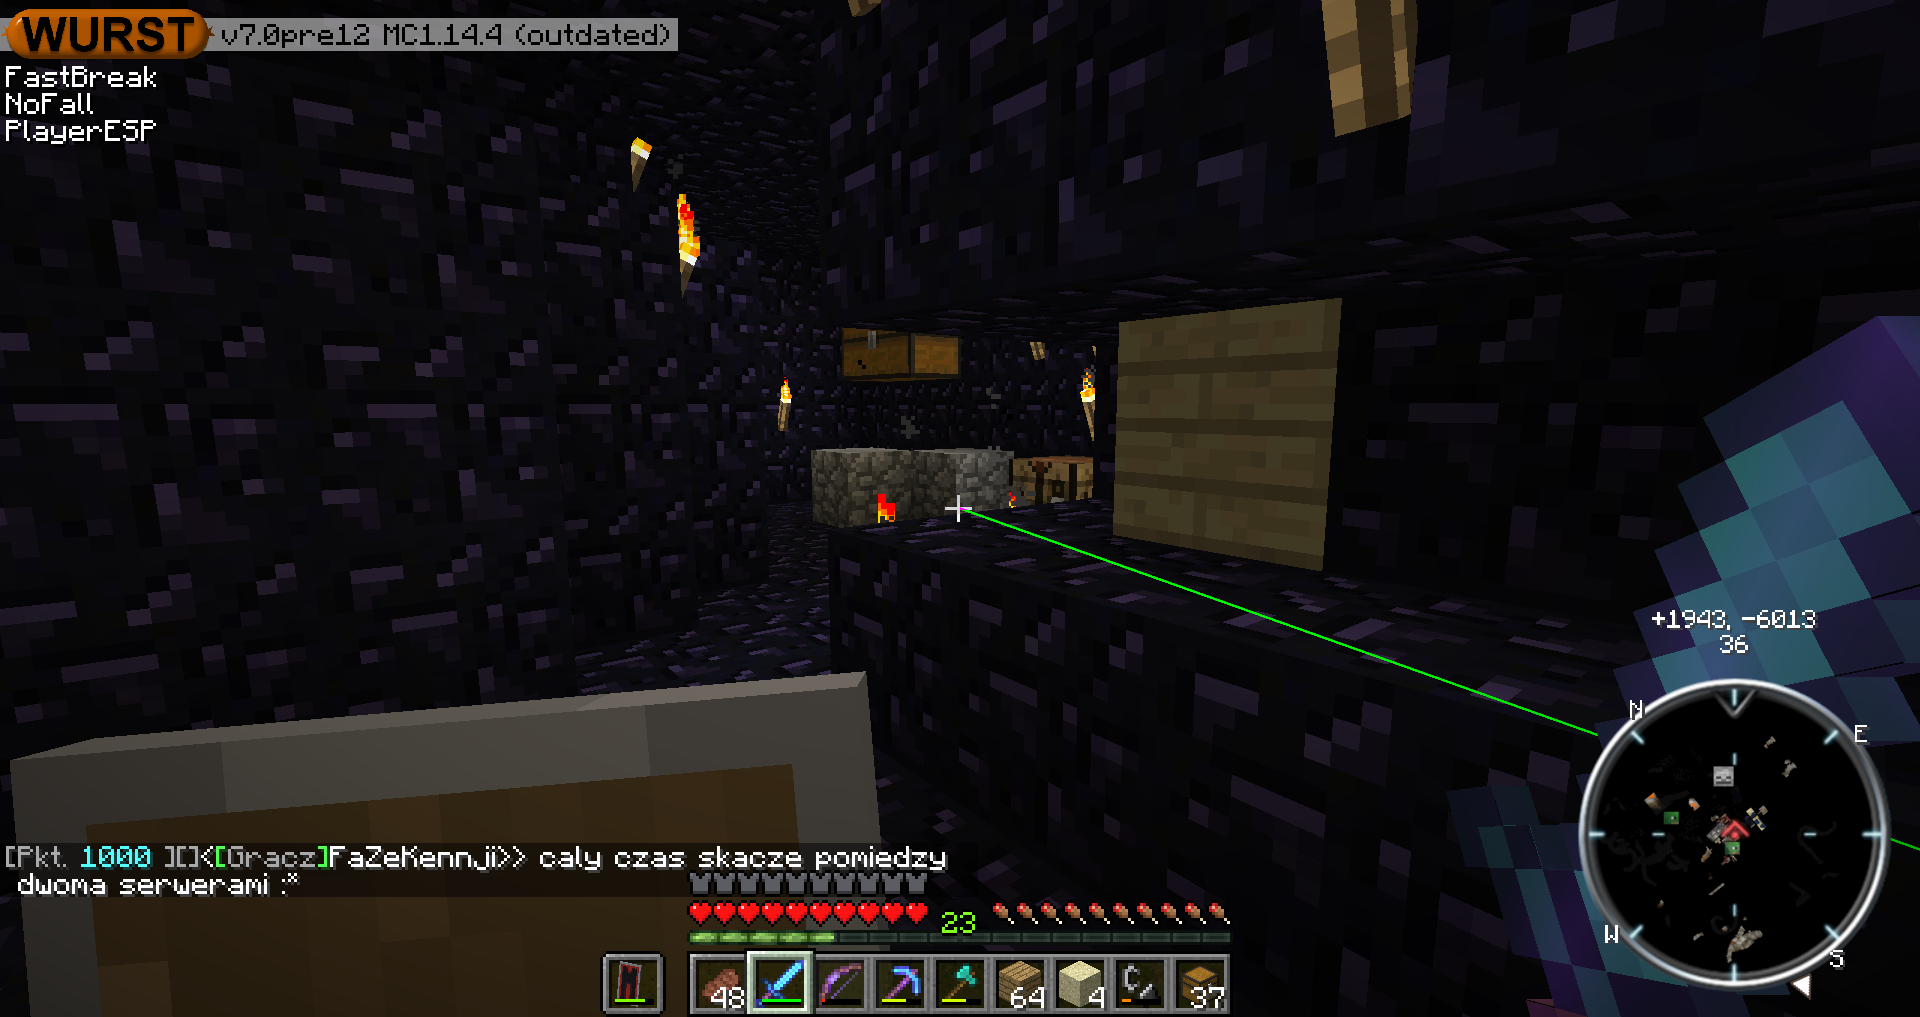 WURST v7.0pre12 MC1.14.4 (outdated)
FastBreak
NoFall
PlayerESP
+1943, -6013
36
N
E
W
S
[Pkt. 1000 ][]<[Gracz]FaZeKennji>> caly czas skacze pomiedzy
dwoma serwerami :*
23
48 64 4 37